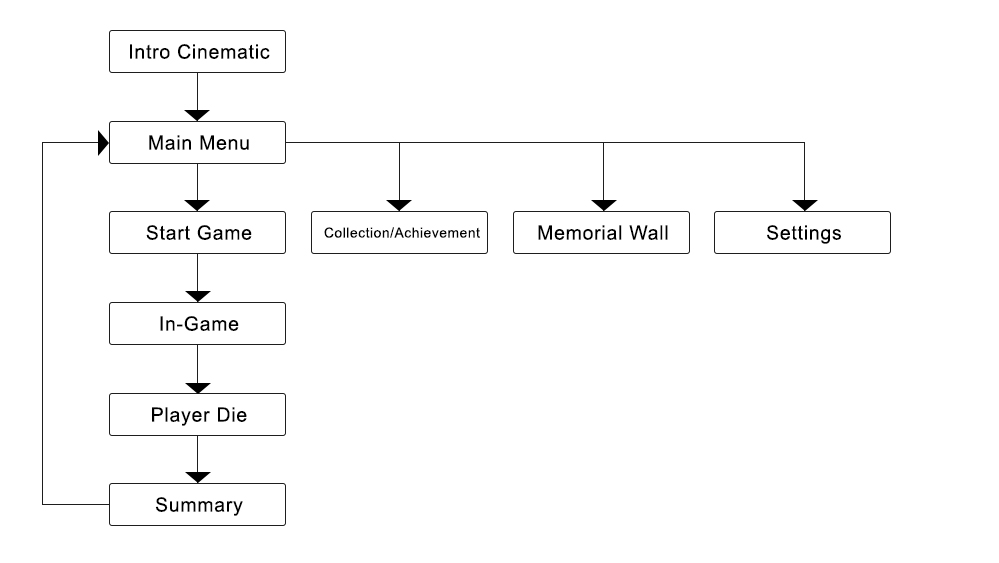 Intro Cinematic
Main Menu
Start Game
Collection/Achievement
Memorial Wall
Settings
In-Game
Player Die
Summary